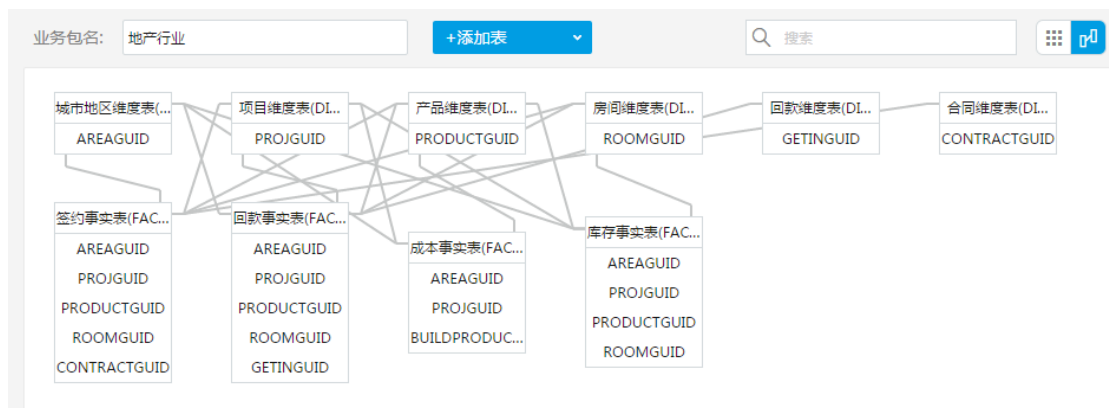 业务包名: 地产行业 +添加表 搜索
城市地区维度表(... 项目维度表(DI... 产品维度表(DI... 房间维度表(DI... 回款维度表(DI... 合同维度表(DI...
AREAGUID PROJGUID PRODUCTGUID ROOMGUID GETINGUID CONTRACTGUID
签约事实表(FAC...
AREAGUID
PROJGUID
PRODUCTGUID
ROOMGUID
CONTRACTGUID
回款事实表(FAC...
AREAGUID
PROJGUID
PRODUCTGUID
ROOMGUID
GETINGUID
成本事实表(FAC...
AREAGUID
PROJGUID
BUILDPRODUC...
库存事实表(FAC...
AREAGUID
PROJGUID
PRODUCTGUID
ROOMGUID